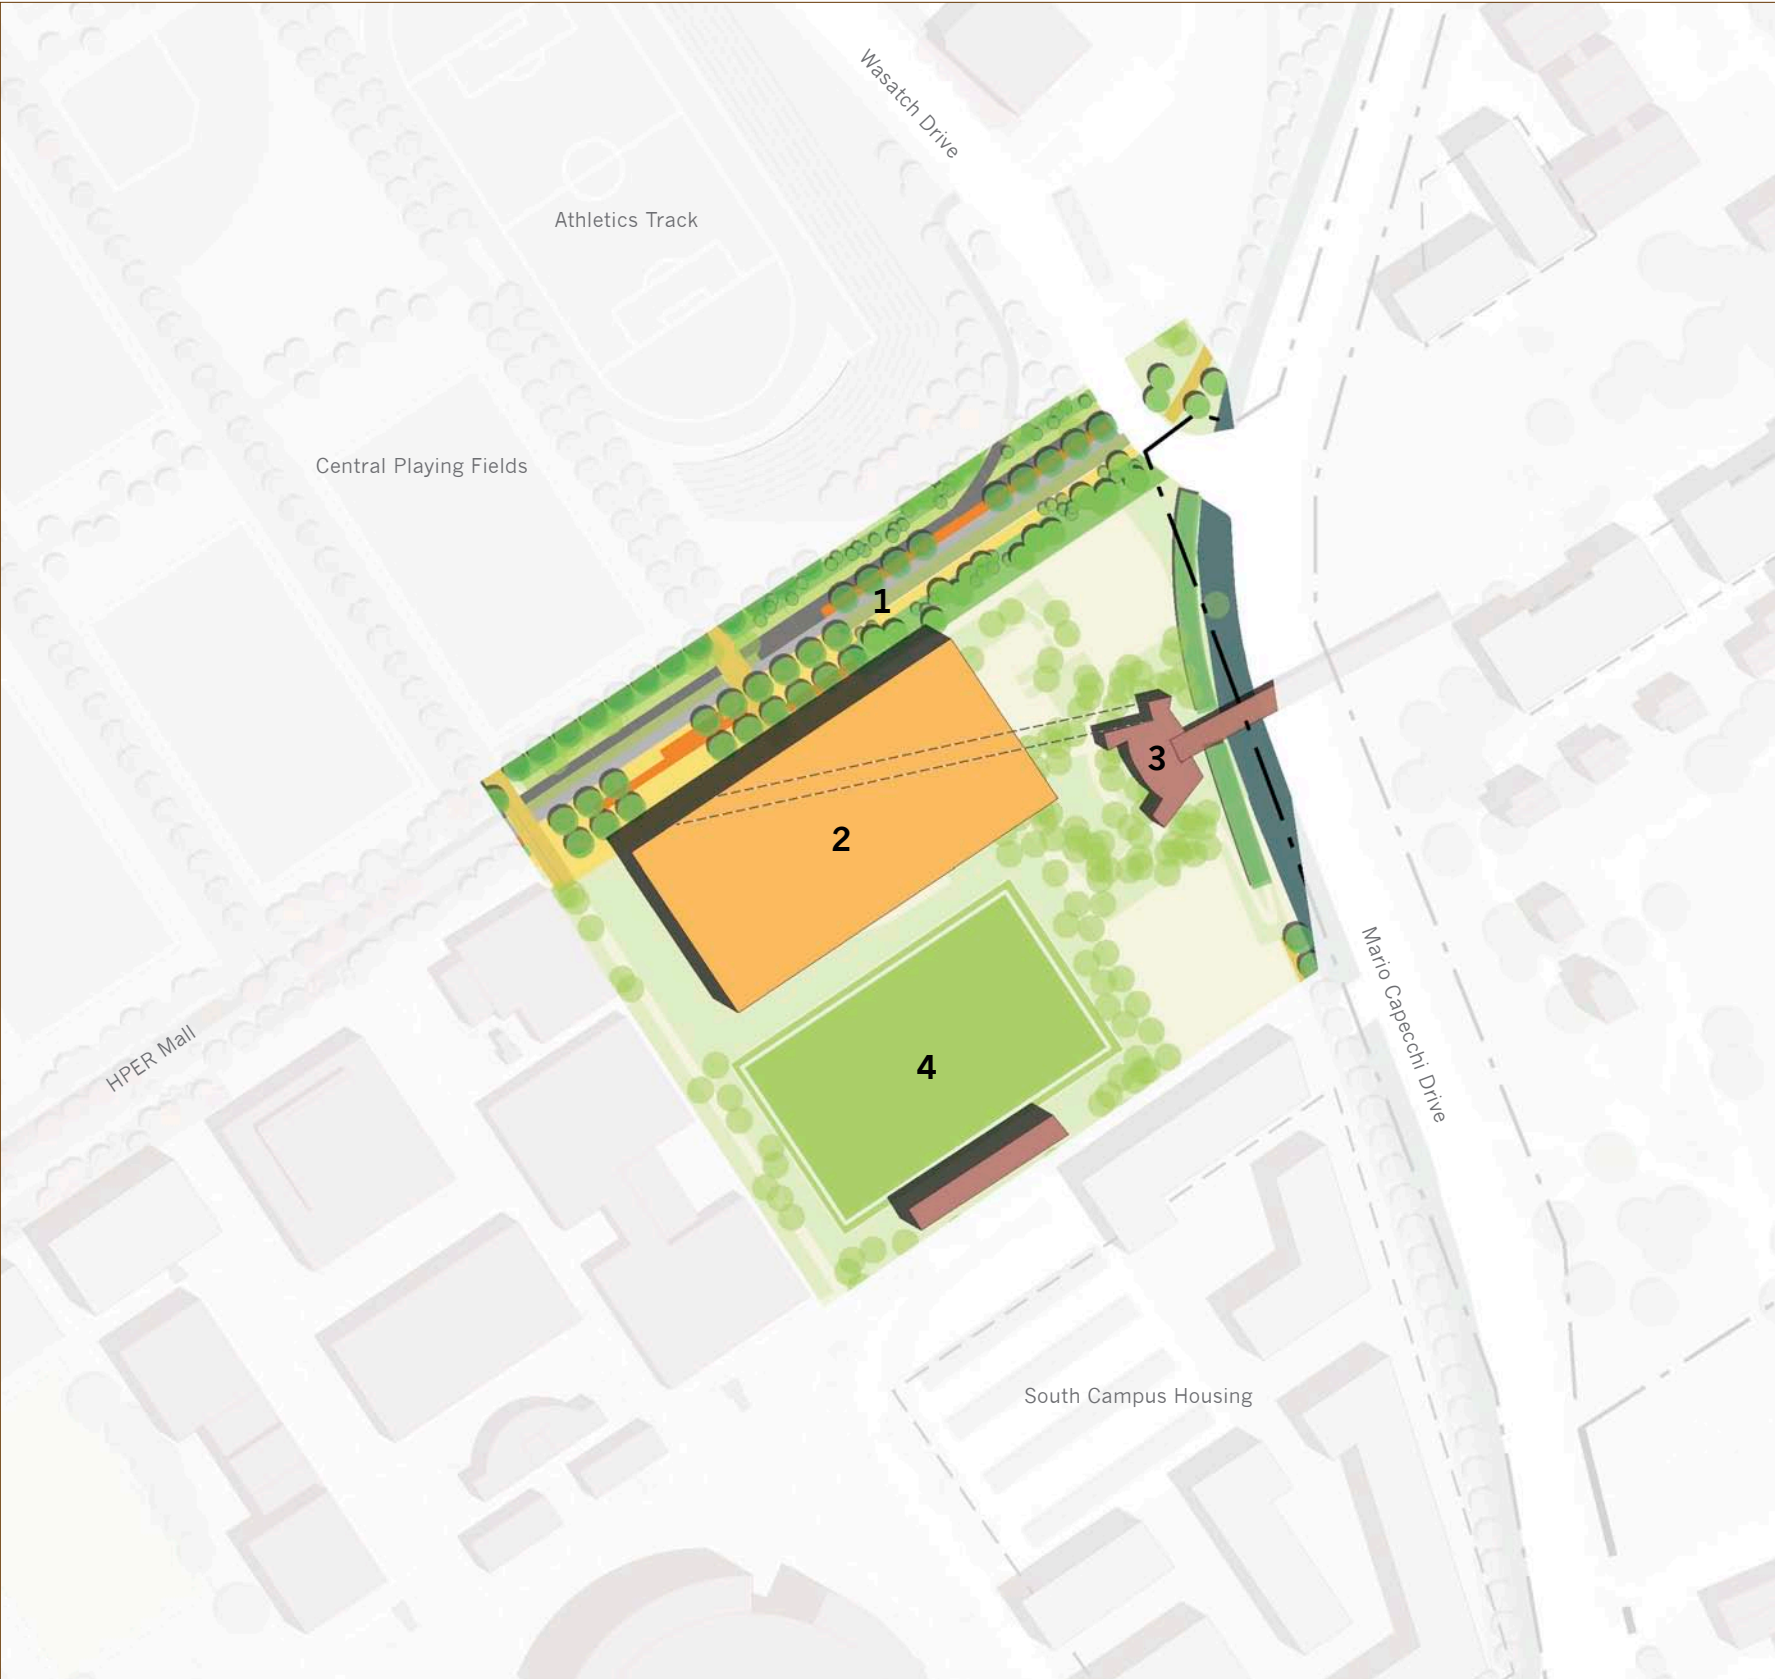 Wasatch Drive
Athletics Track
Central Playing Fields
1
3
2
Mario Capecchi Drive
HPER Mall
4
South Campus Housing